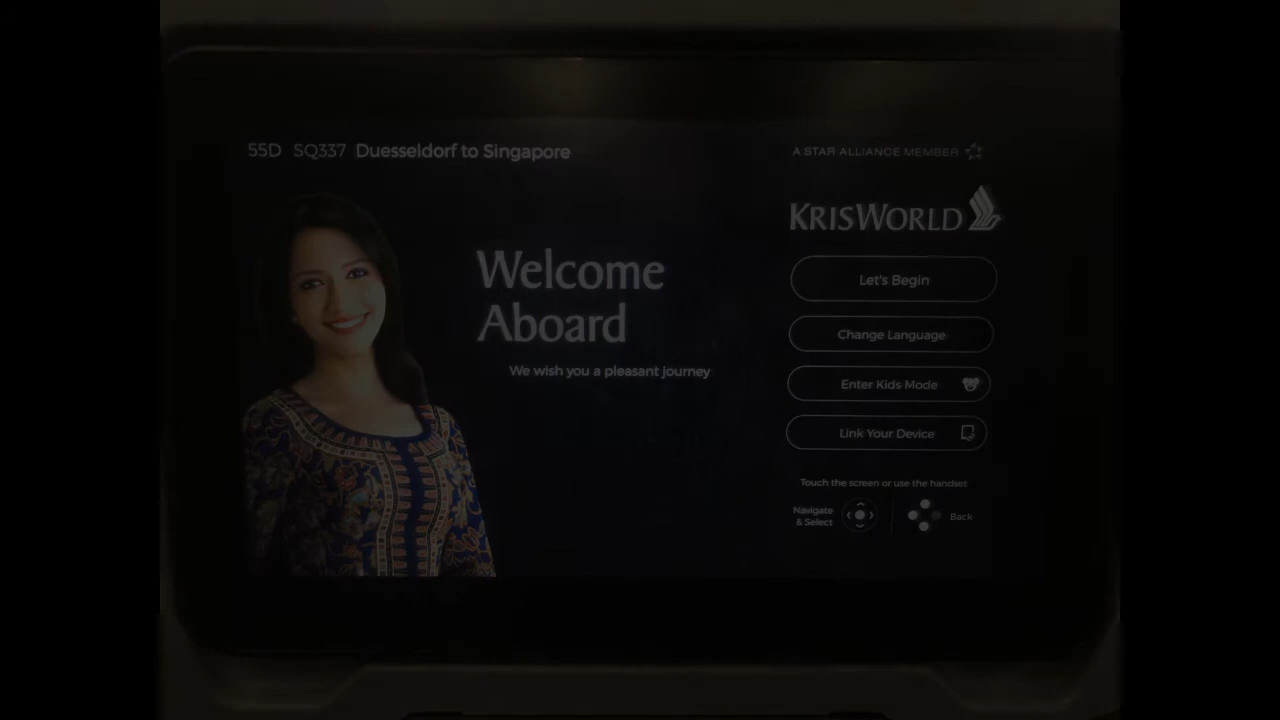 55D SQ337 Duesseldorf to Singapore
A STAR ALLIANCE MEMBER
KRISWORLD
Welcome
Aboard
We wish you a pleasant journey
Let's Begin
Change Language
Enter Kids Mode
Link Your Device
Touch the screen or use the handset
Navigate
& Select
Back